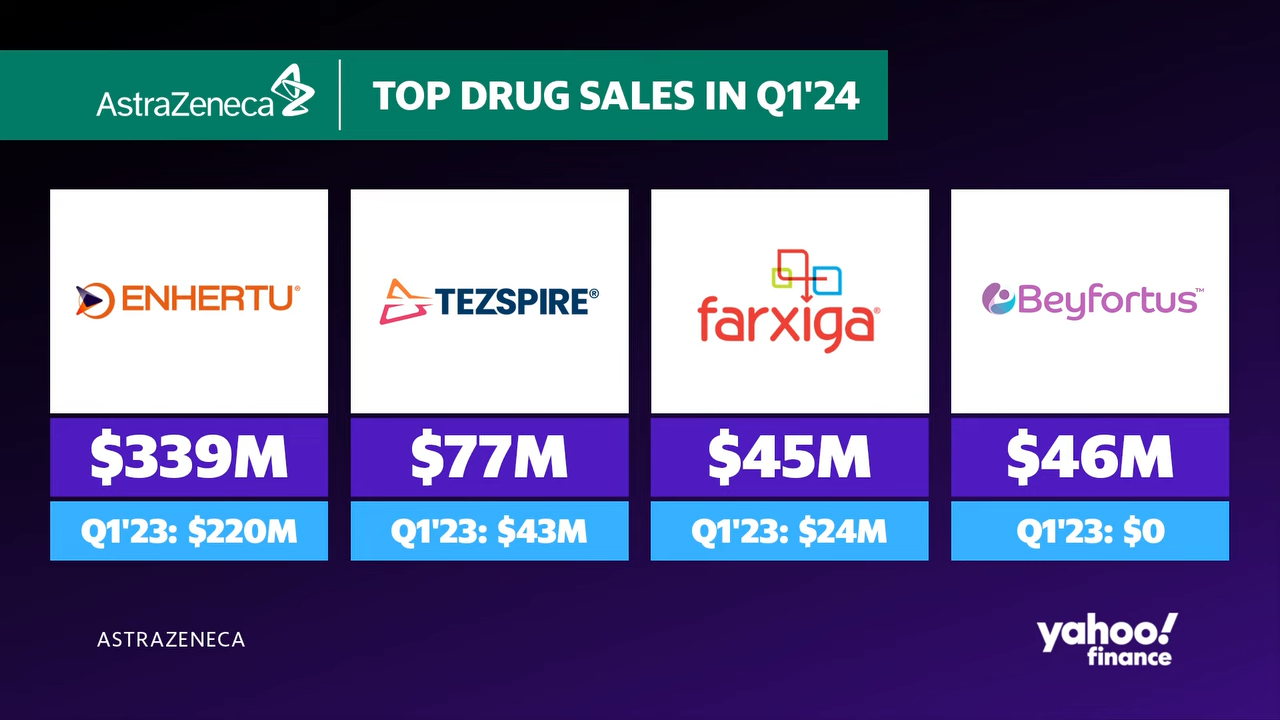 AstraZeneca
TOP DRUG SALES IN Q1'24
ENHERTU®
TEZSPIRE®
farxiga®
Beyfortus™
$339M
$77M
$45M
$46M
Q1'23: $220M
Q1'23: $43M
Q1'23: $24M
Q1'23: $0
ASTRAZENECA
yahoo!
finance